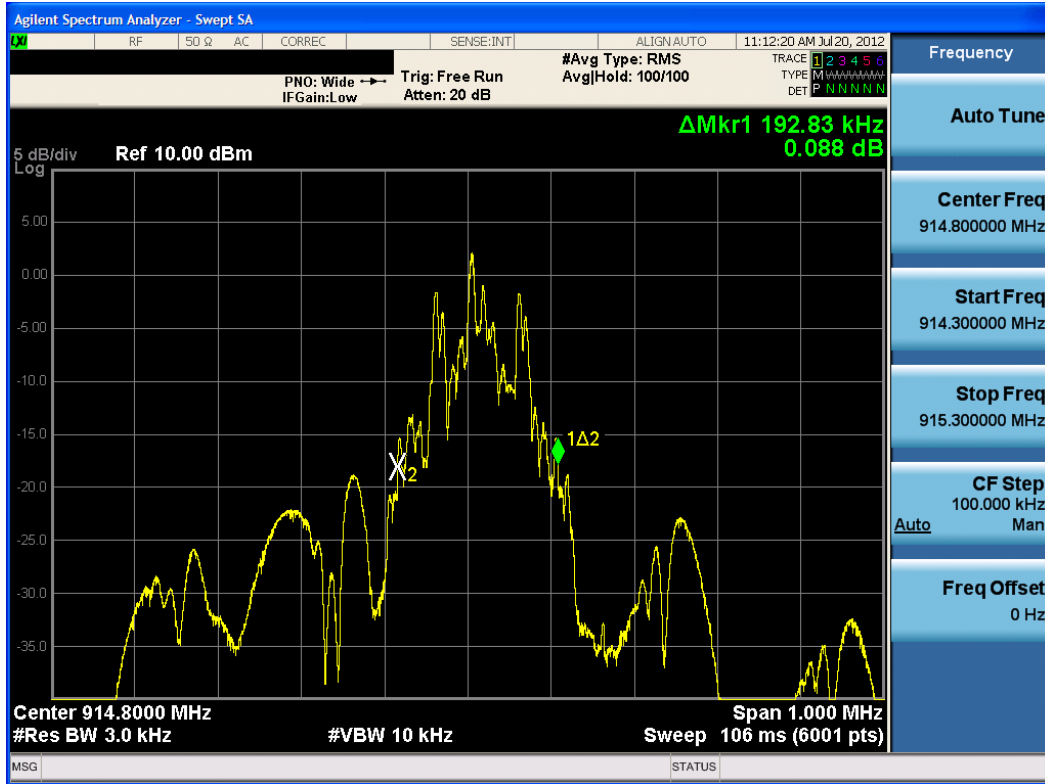 Agilent Spectrum Analyzer - Swept SA
LXI RF 50 Ω AC CORREC SENSE:INT ALIGN AUTO 11:12:20 AM Jul 20, 2012
Frequency
PNO: Wide
IFGain:Low
Trig: Free Run
Atten: 20 dB
#Avg Type: RMS
Avg|Hold: 100/100
TRACE 1 2 3 4 5 6
TYPE M
DET P N N N N N
Auto Tune
ΔMkr1 192.83 kHz
0.088 dB
5 dB/div Ref 10.00 dBm
Log
5.00
0.00
-5.00
-10.0
-15.0
-20.0
-25.0
-30.0
-35.0
1Δ2
X2
Center 914.8000 MHz
Span 1.000 MHz
#Res BW 3.0 kHz
#VBW 10 kHz
Sweep 106 ms (6001 pts)
Center Freq
914.800000 MHz
Start Freq
914.300000 MHz
Stop Freq
915.300000 MHz
CF Step
100.000 kHz
Auto Man
Freq Offset
0 Hz
MSG
STATUS